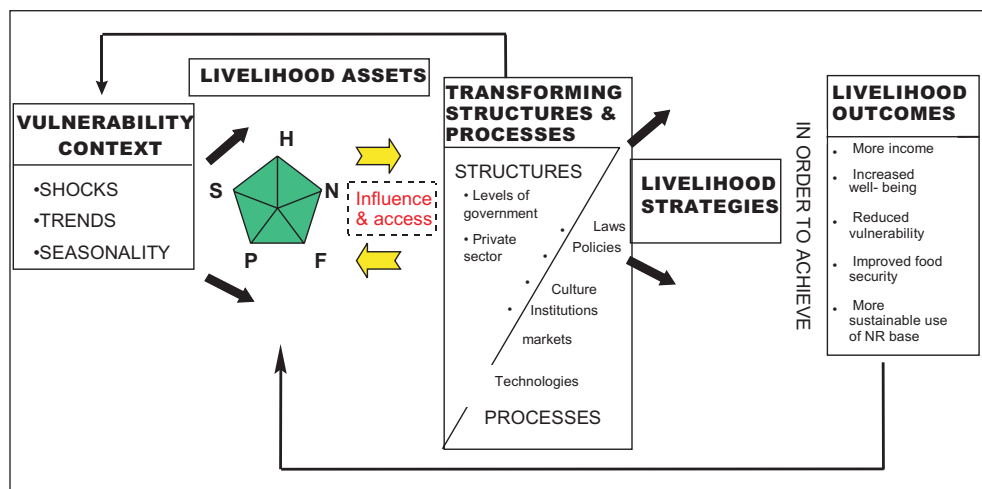 VULNERABILITY
CONTEXT
•SHOCKS
•TRENDS
•SEASONALITY
LIVELIHOOD ASSETS
H
S
N
P
F
Influence
& access
TRANSFORMING
STRUCTURES &
PROCESSES
STRUCTURES
• Levels of
government
• Private
sector
• Laws
• Policies
• Culture
• Institutions
markets
Technologies
PROCESSES
LIVELIHOOD
STRATEGIES
IN ORDER TO ACHIEVE
LIVELIHOOD
OUTCOMES
• More income
• Increased
well- being
• Reduced
vulnerability
• Improved food
security
• More
sustainable use
of NR base